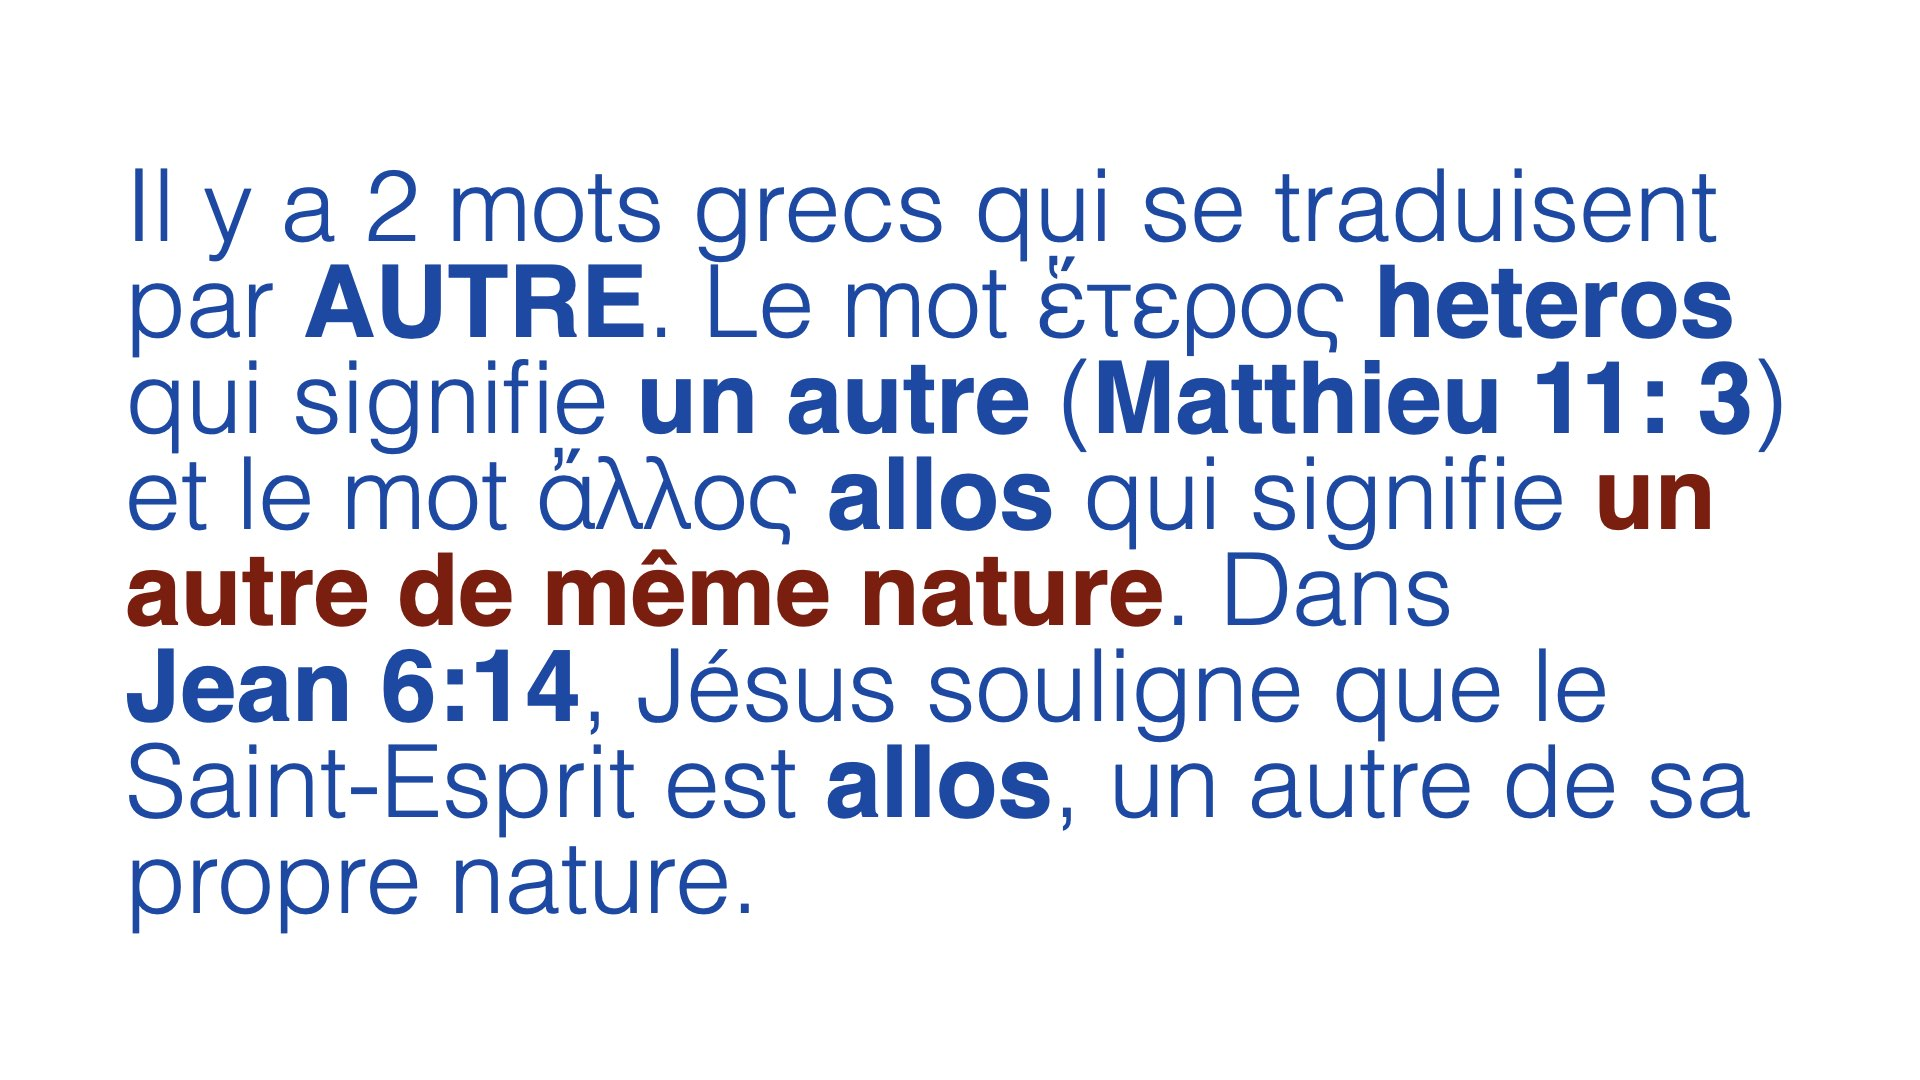 Il y a 2 mots grecs qui se traduisent
par AUTRE. Le mot ἕτερος heteros
qui signifie un autre (Matthieu 11: 3)
et le mot ἄλλος allos qui signifie un
autre de même nature. Dans
Jean 6:14, Jésus souligne que le
Saint-Esprit est allos, un autre de sa
propre nature.